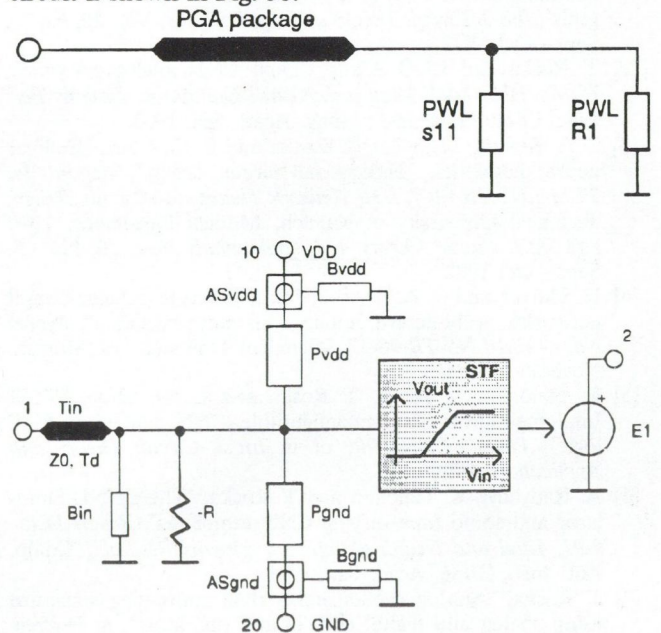 PGA package
PWL
s11
PWL
R1
10 VDD
ASvdd
Bvdd
Pvdd
STF
Vout
Vin
2
+
E1
1
Tin
Z0, Td
Bin
-R
Pgnd
ASgnd
Bgnd
20 GND